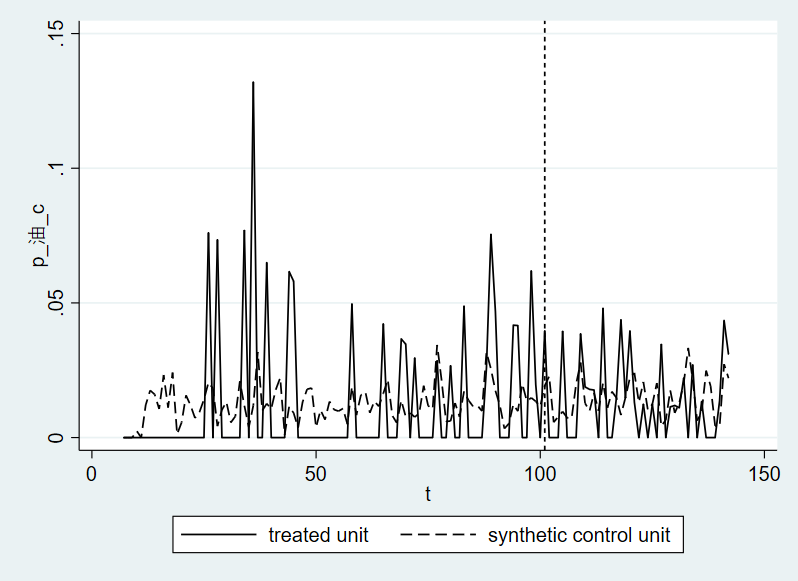 .15
.1
.05
0
p_油_c
0
50
100
150
t
treated unit
synthetic control unit